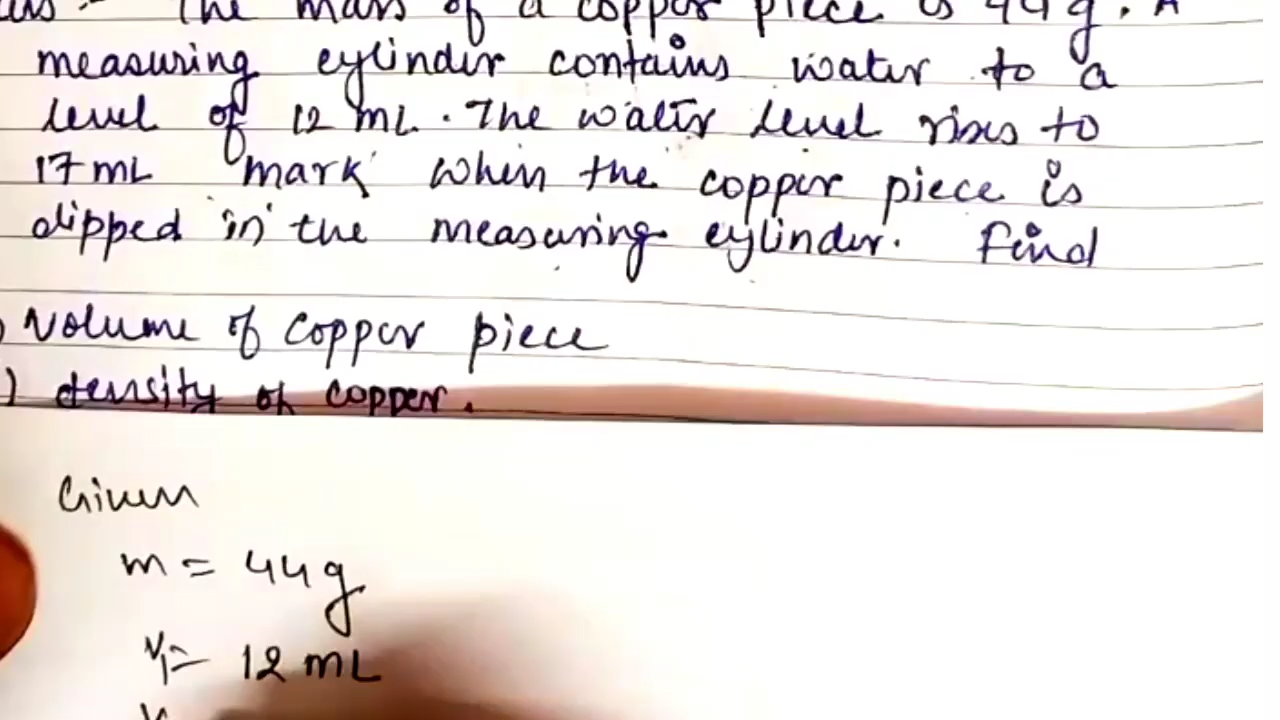 The mass of a copper piece is 44g. A
measuring cylinder contains water to a
level of 12 mL. The water level rises to
17mL mark when the copper piece is
dipped in the measuring cylinder. Find
) Volume of Copper piece
) density of copper.
Given
m = 44g
V₁= 12 mL